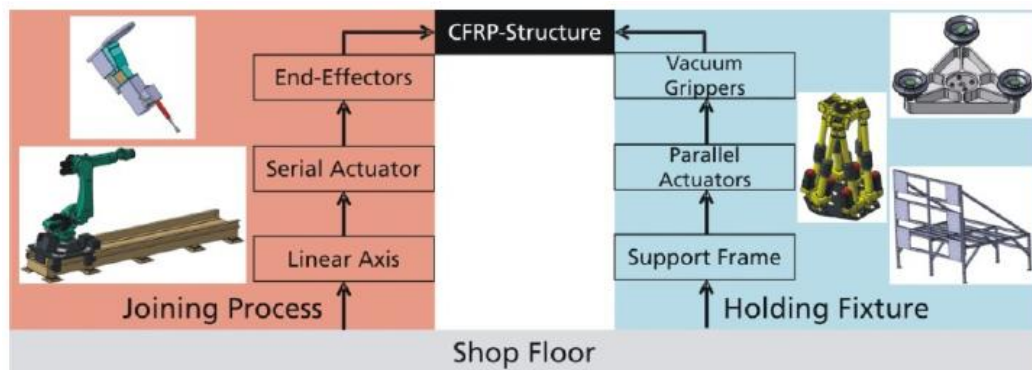 CFRP-Structure
End-Effectors
Serial Actuator
Linear Axis
Joining Process
Vacuum
Grippers
Parallel
Actuators
Support Frame
Holding Fixture
Shop Floor